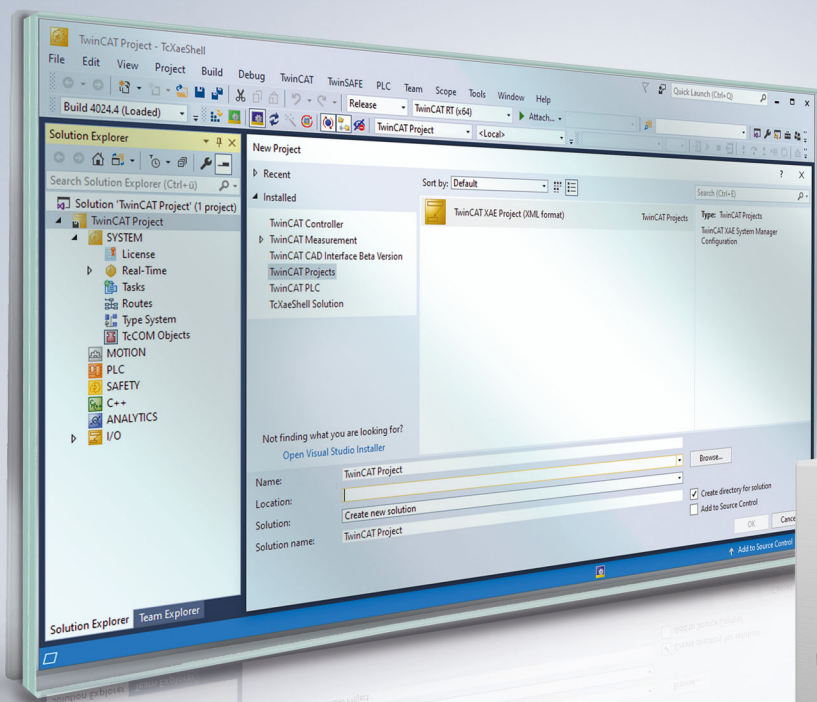 TwinCAT Project - TcXaeShell
Quick Launch (Ctrl+Q)
File Edit View Project Build Debug TwinCAT TwinSAFE PLC Team Scope Tools Window Help
Release TwinCAT RT (x64) Attach...
Build 4024.4 (Loaded) TwinCAT Project <Local>
Solution Explorer
Search Solution Explorer (Ctrl+ü)
Solution 'TwinCAT Project' (1 project)
TwinCAT Project
SYSTEM
License
Real-Time
Tasks
Routes
Type System
TcCOM Objects
MOTION
PLC
SAFETY
C++
ANALYTICS
I/O
Solution Explorer Team Explorer
New Project
? X
Recent
Installed
TwinCAT Controller
TwinCAT Measurement
TwinCAT CAD Interface Beta Version
TwinCAT Projects
TwinCAT PLC
TcXaeShell Solution
Not finding what you are looking for?
Open Visual Studio Installer
Sort by: Default
TwinCAT XAE Project (XML format) TwinCAT Projects
Search (Ctrl+E)
Type: TwinCAT Projects
TwinCAT XAE System Manager
Configuration
Name: TwinCAT Project
Location:
Browse...
Solution: Create new solution
Solution name: TwinCAT Project
Create directory for solution
Add to Source Control
OK Cance
Add to Source Control